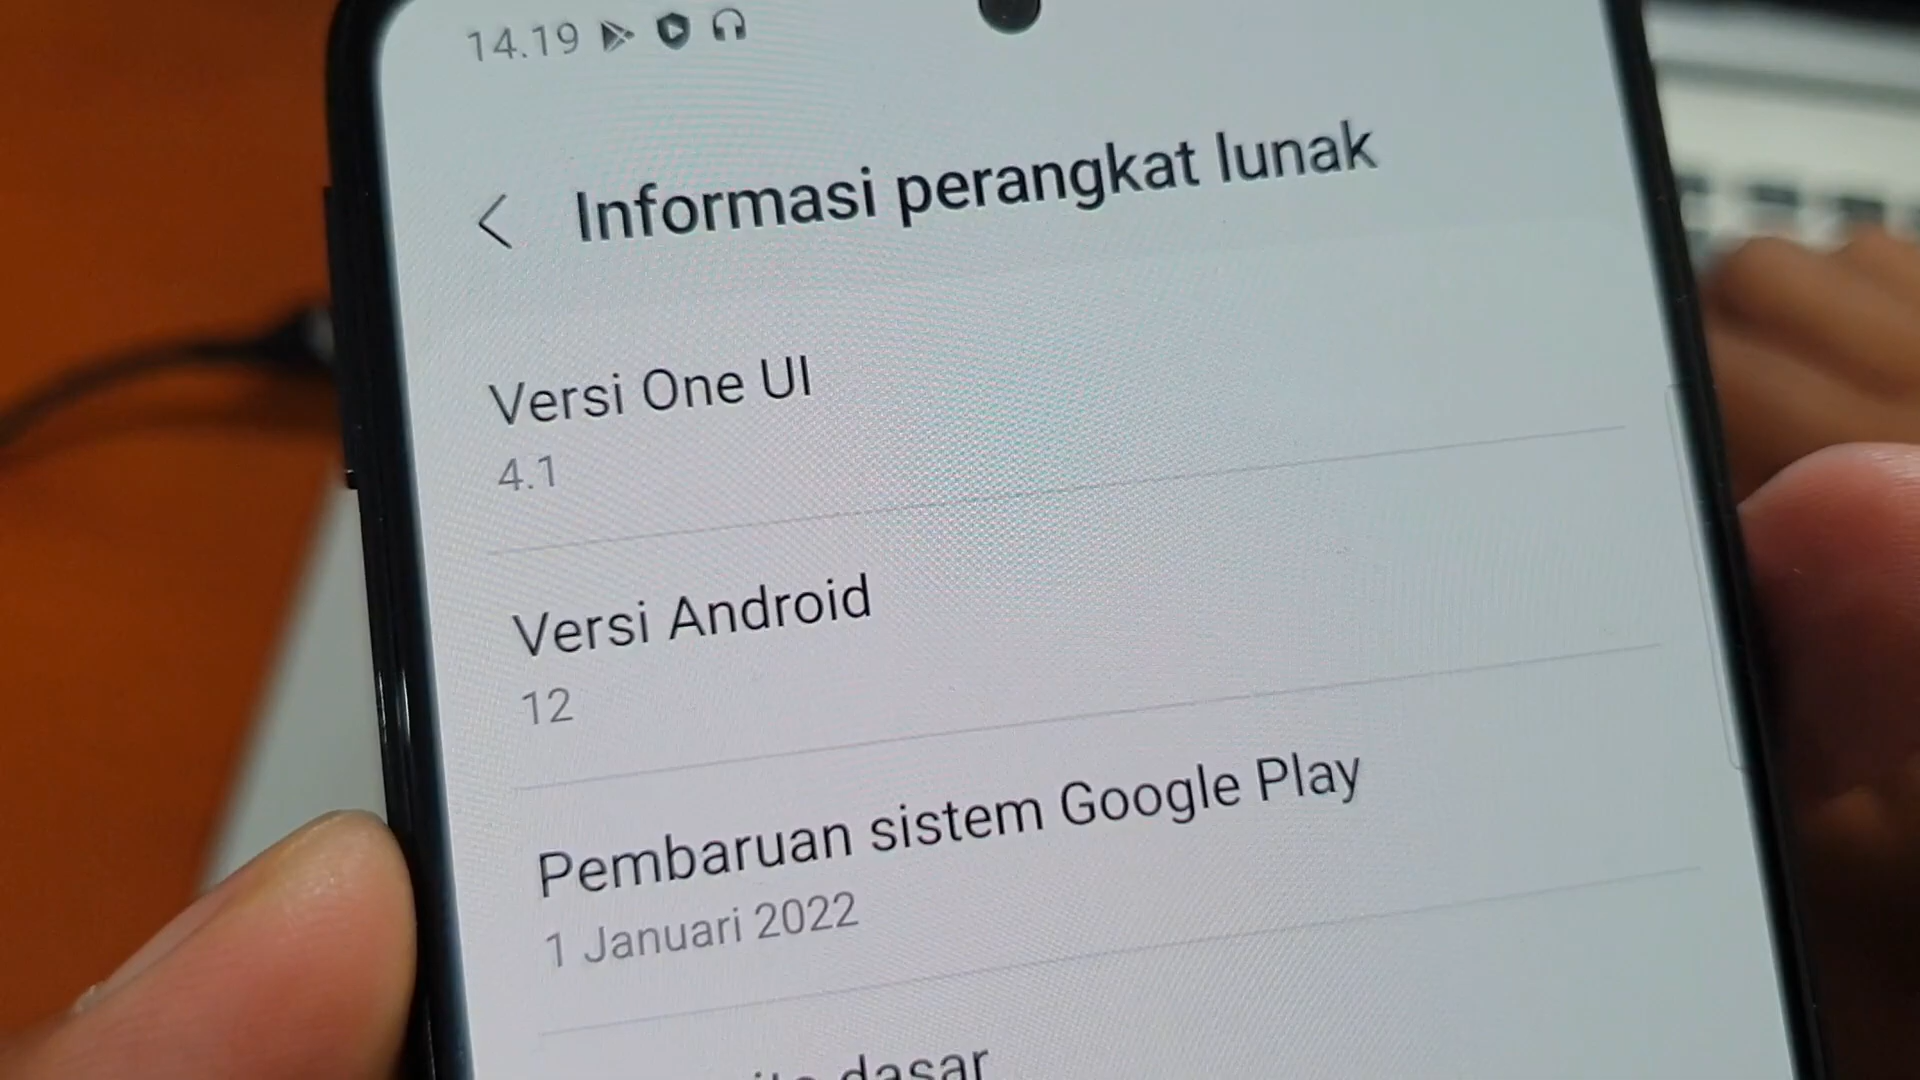 14.19
Informasi perangkat lunak
Versi One UI
4.1
Versi Android
12
Pembaruan sistem Google Play
1 Januari 2022
dasar